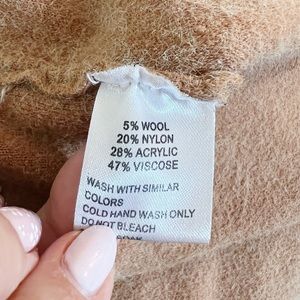 5% WOOL
20% NYLON
28% ACRYLIC
47% VISCOSE
WASH WITH SIMILAR
COLORS
COLD HAND WASH ONLY
DO NOT BLEACH